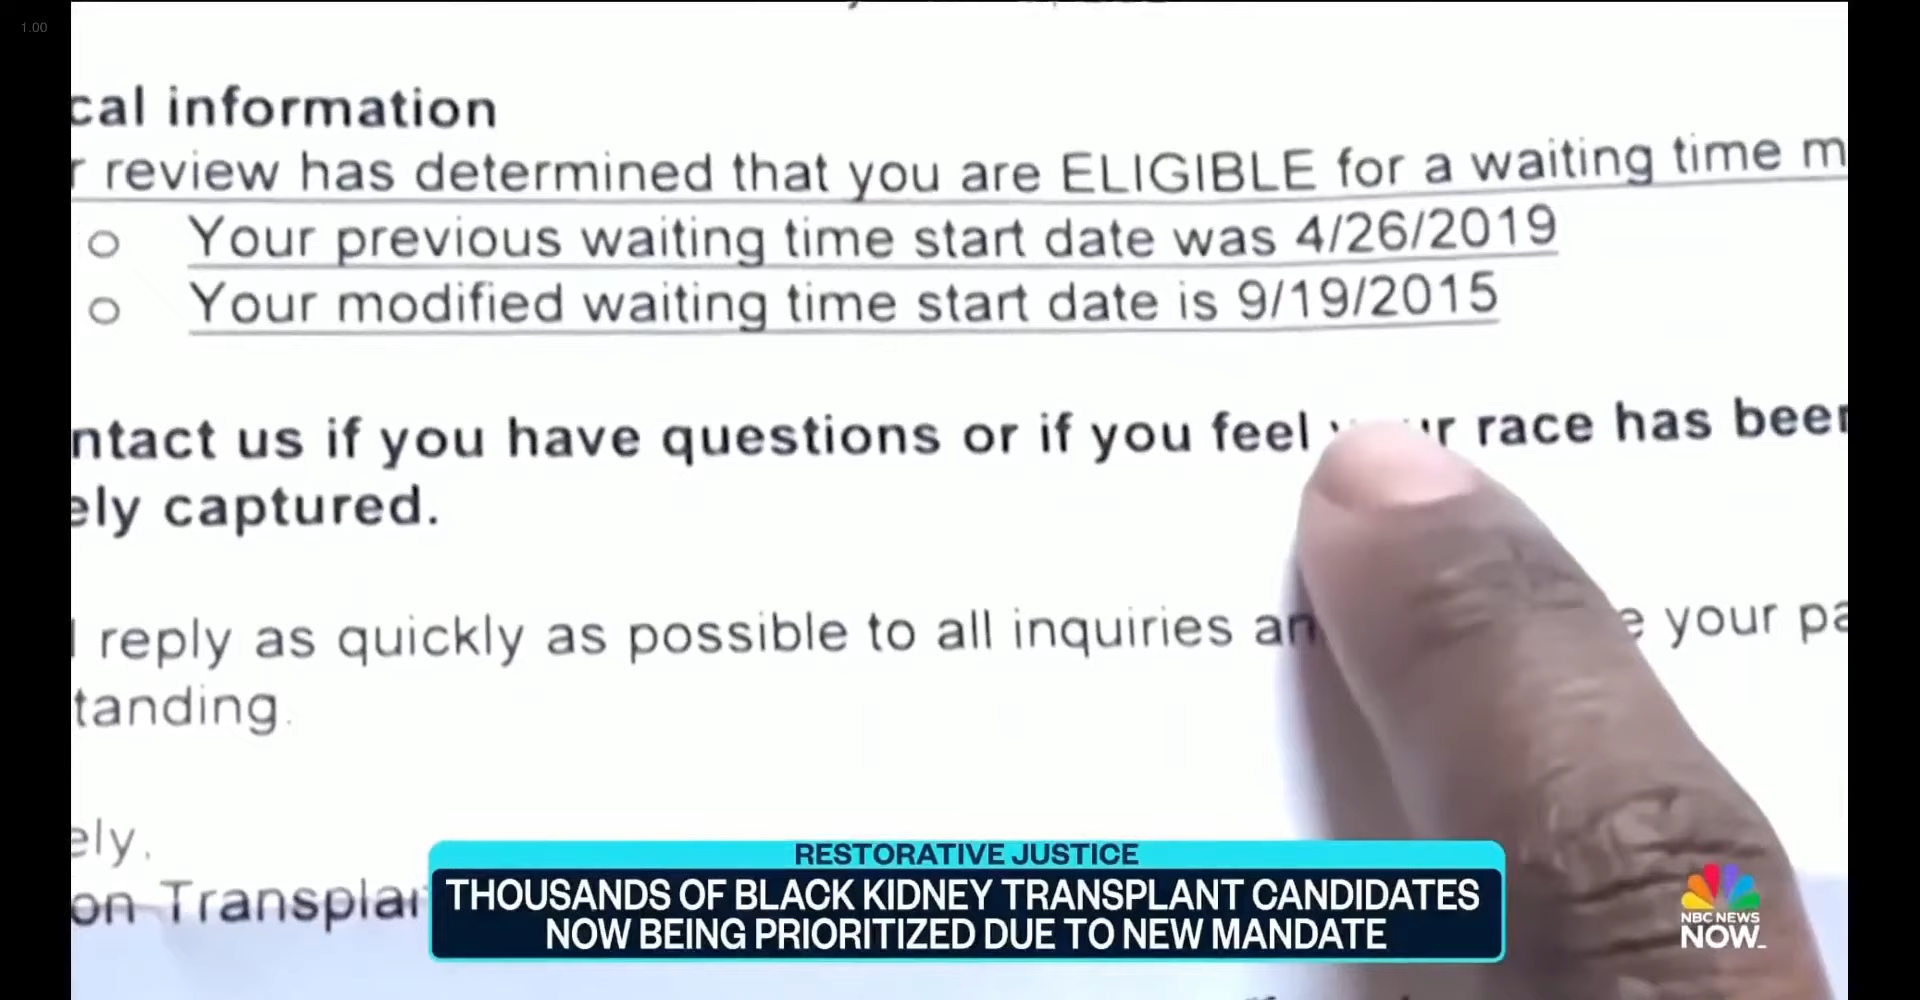 1.00
cal information
r review has determined that you are ELIGIBLE for a waiting time m
o Your previous waiting time start date was 4/26/2019
o Your modified waiting time start date is 9/19/2015
ntact us if you have questions or if you feel race has been
ely captured.
l reply as quickly as possible to all inquiries an e your pa
tanding.
ely,
on Transplan
RESTORATIVE JUSTICE
THOUSANDS OF BLACK KIDNEY TRANSPLANT CANDIDATES
NOW BEING PRIORITIZED DUE TO NEW MANDATE
NBC NEWS
NOW_